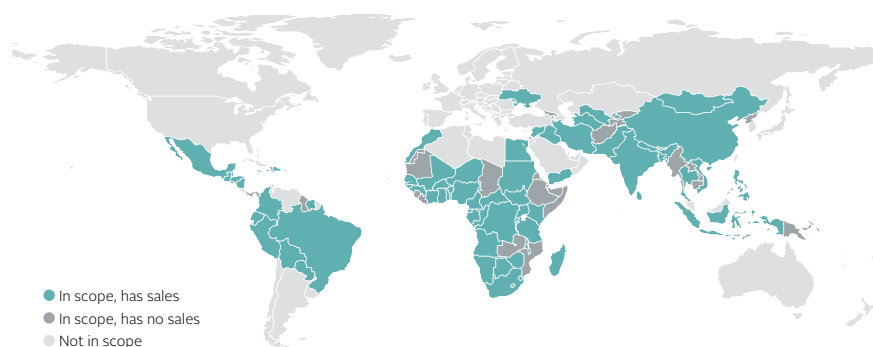 In scope, has sales
In scope, has no sales
Not in scope